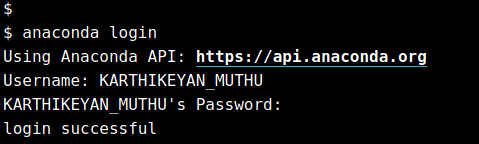 $
$ anaconda login
Using Anaconda API: https://api.anaconda.org
Username: KARTHIKEYAN_MUTHU
KARTHIKEYAN_MUTHU's Password:
login successful